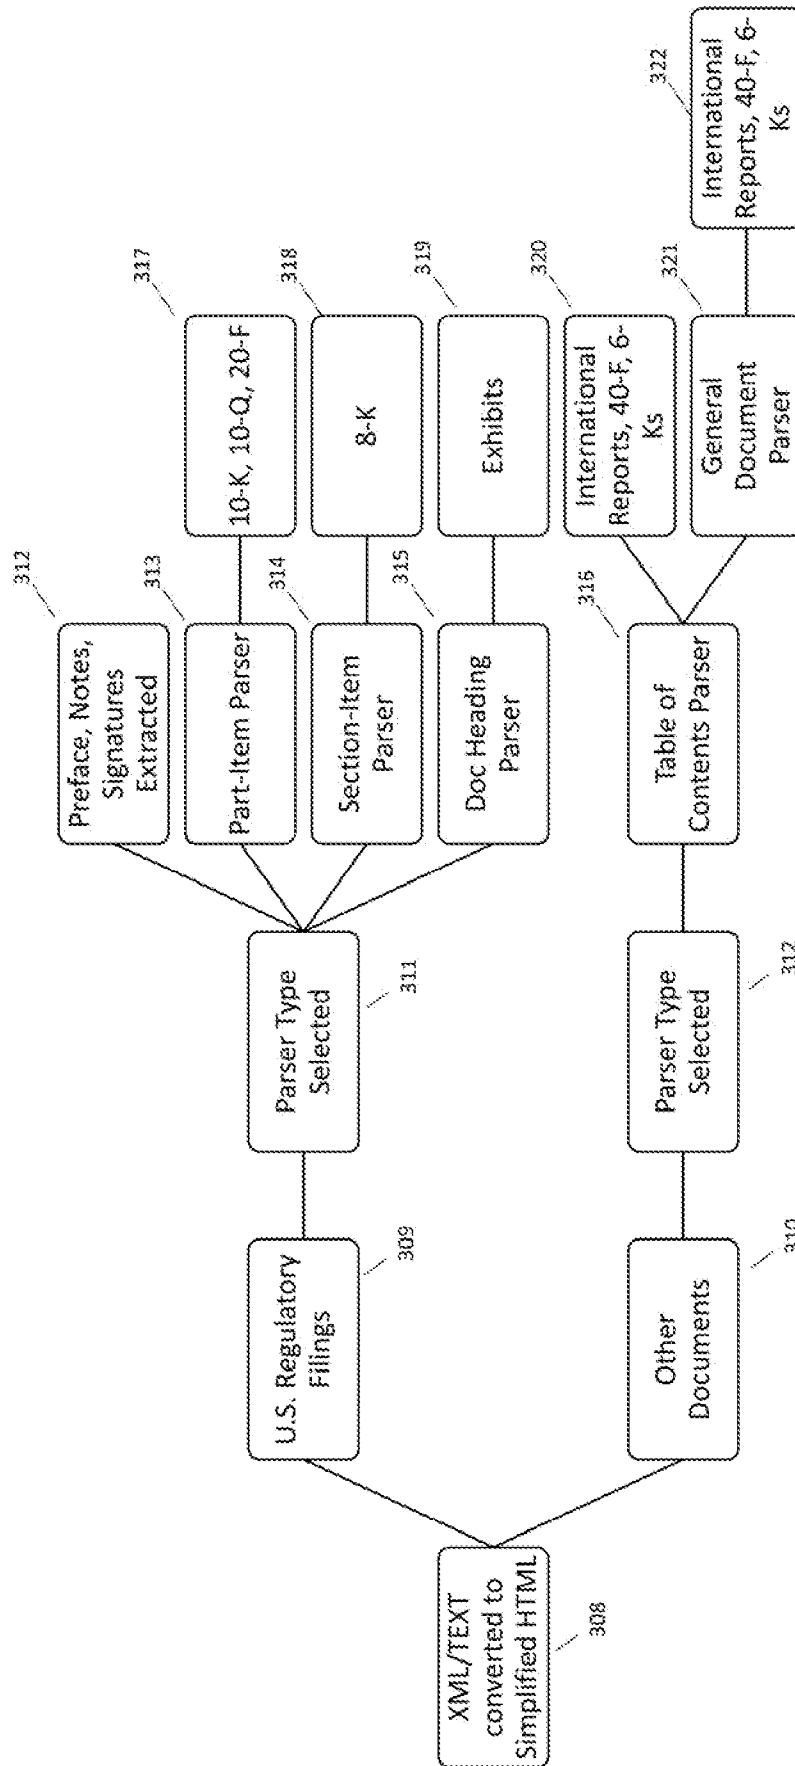 XML/TEXT
converted to
Simplified HTML
308
U.S. Regulatory
Filings
309
Other
Documents
310
Parser Type
Selected
311
Parser Type
Selected
312
Preface, Notes,
Signatures
Extracted
312
Part-Item Parser
313
Section-Item
Parser
314
Doc Heading
Parser
315
Table of
Contents Parser
316
10-K, 10-Q, 20-F
317
8-K
318
Exhibits
319
International
Reports, 40-F, 6-
Ks
320
General
Document
Parser
321
International
Reports, 40-F, 6-
Ks
322